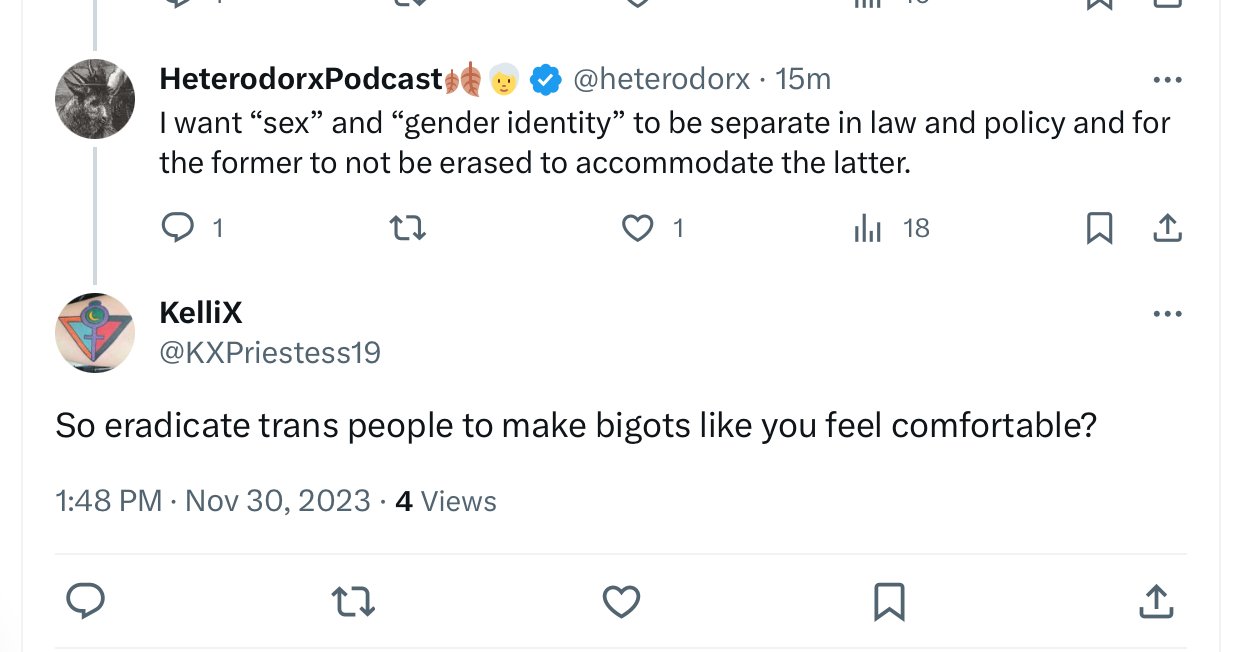 HeterodorxPodcast🍂👩‍🦳 @heterodorx · 15m
I want “sex” and “gender identity” to be separate in law and policy and for
the former to not be erased to accommodate the latter.
1 1 18
KelliX
@KXPriestess19
So eradicate trans people to make bigots like you feel comfortable?
1:48 PM · Nov 30, 2023 · 4 Views